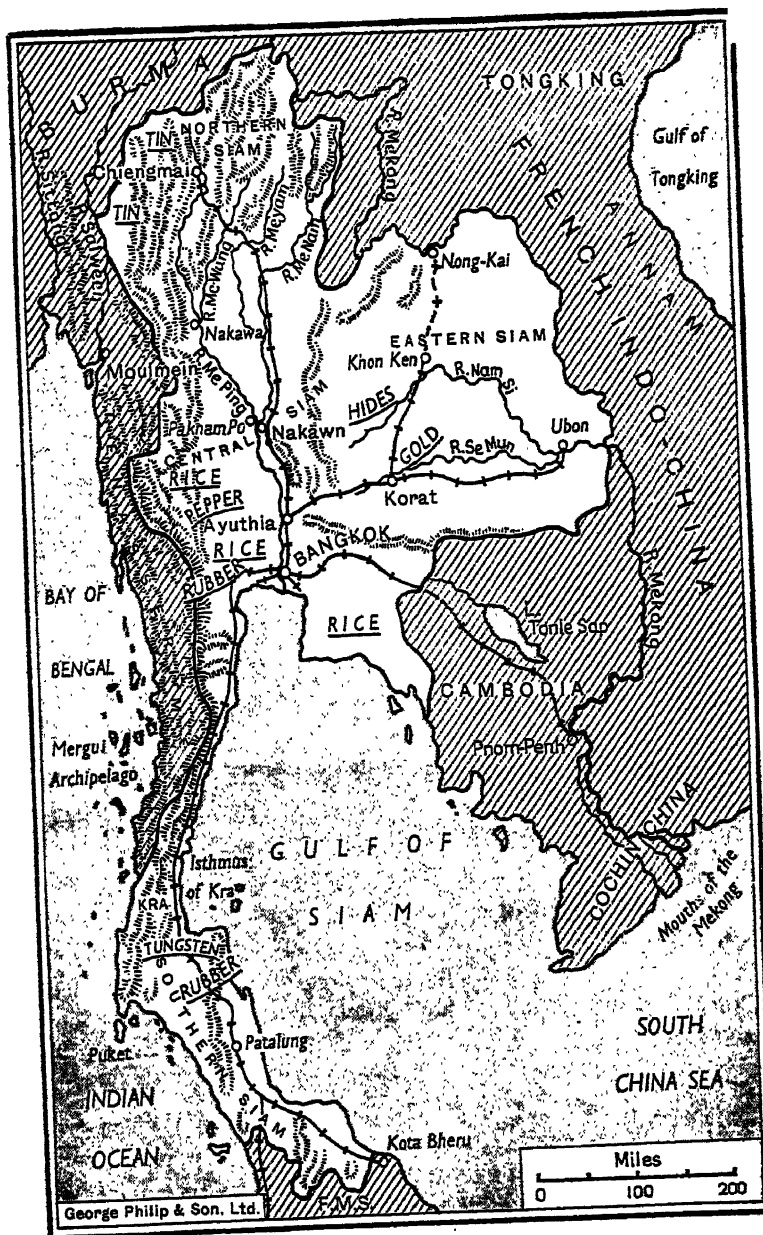 BURMA
TONGKING
Gulf of
Tongking
R. Mekong
FRENCH INDO-CHINA
ANNAM
TIN
NORTHERN
SIAM
Chiengmai
TIN
R. Sittang
R. Salween
R. Me Wang
R. Meyam
R. Me Nam
Nong-Kai
Nakawa
EASTERN SIAM
Khon Ken
Moulmein
R. Me Ping
R. Nam Si
HIDES
Paknam Po
Nakawn
CENTRAL SIAM
GOLD
R. Se Mun
Ubon
RICE
Korat
PEPPER
Ayuthia
RICE
BANGKOK
RUBBER
R. Mekong
TENASSERIM
BAY OF
BENGAL
RICE
L.
Tonle Sap
CAMBODIA
Mergui
Archipelago
Pnom-Penh
GULF OF
SIAM
COCHIN CHINA
Isthmus
of Kra
Mouths of the
Mekong
KRA
TUNGSTEN
RUBBER
SOUTHERN SIAM
Puket
Patalung
SOUTH
CHINA SEA
INDIAN
OCEAN
Kota Bheru
F.M.S.
Miles
0 100 200
George Philip & Son. Ltd.